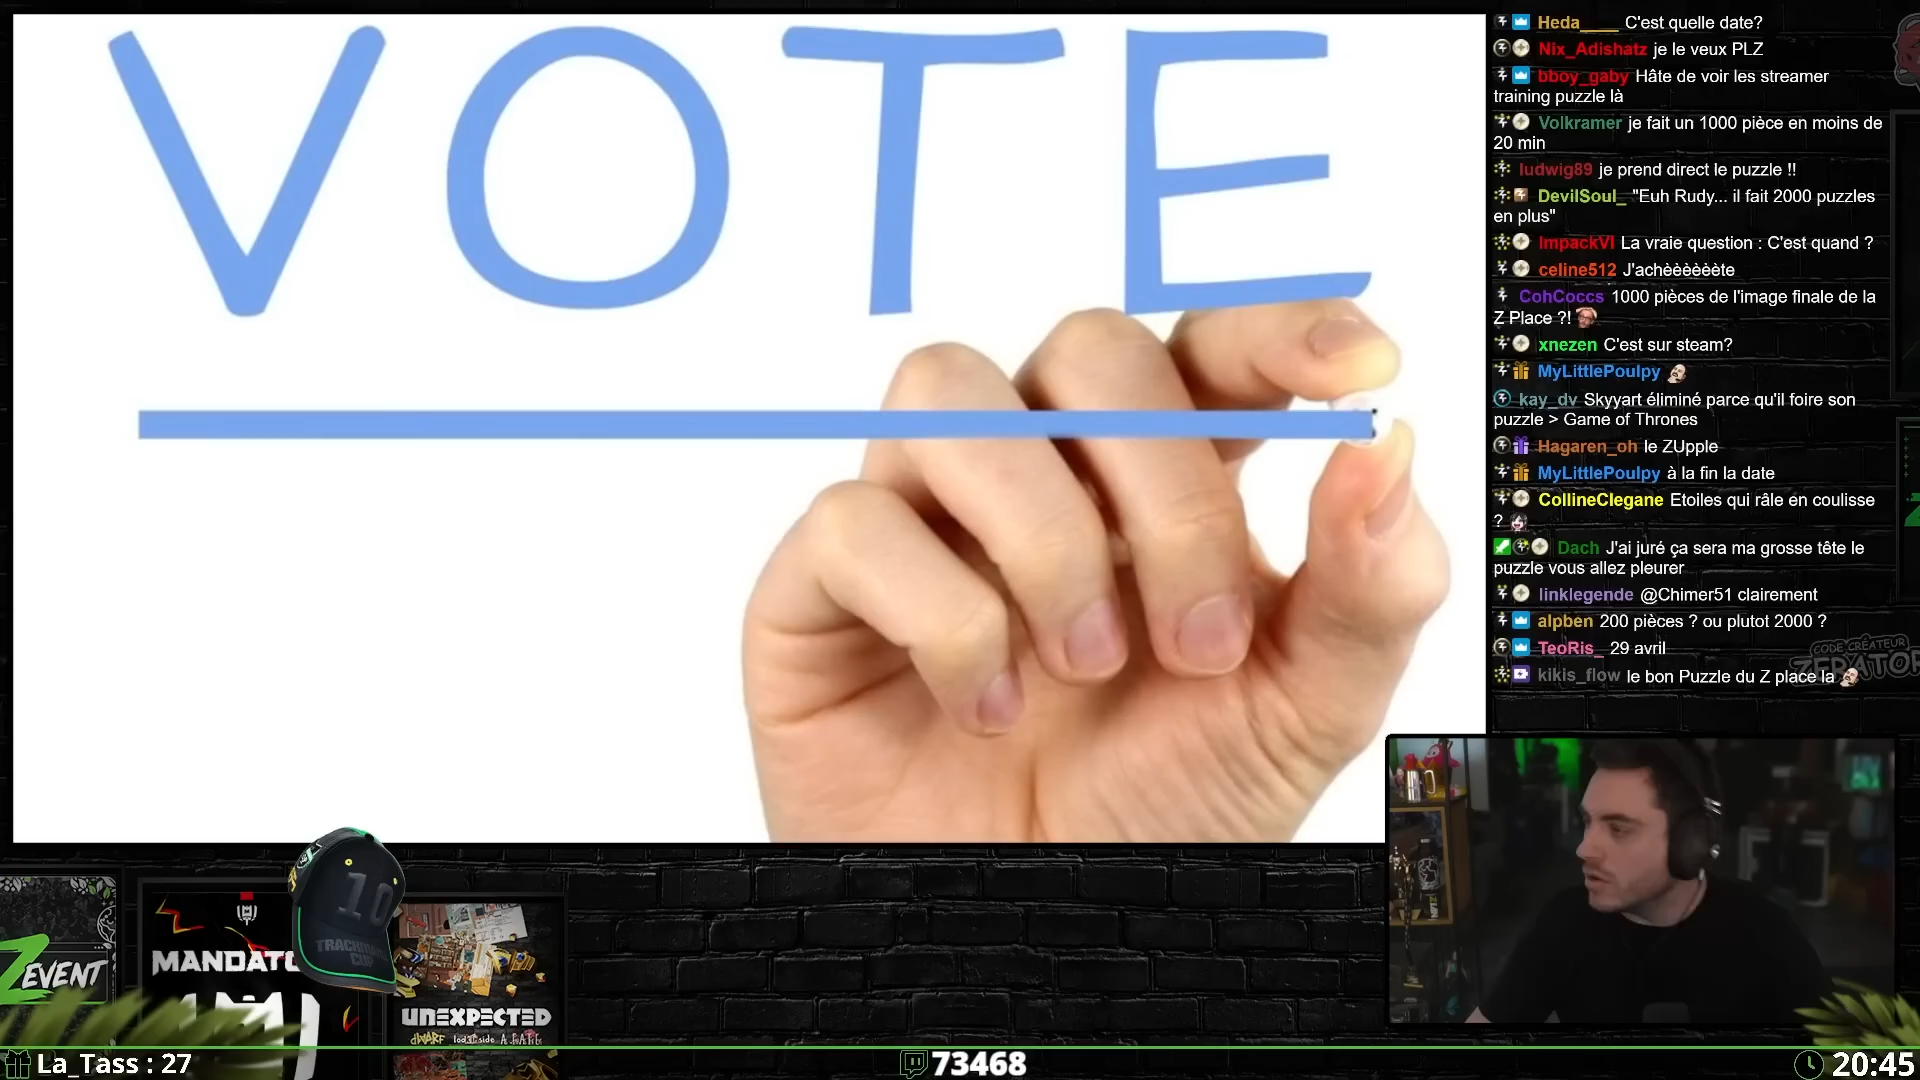 VOTE
Heda____ C'est quelle date?
Nix_Adishatz je le veux PLZ
bboy_gaby Hâte de voir les streamer
training puzzle là
Volkramer je fait un 1000 pièce en moins de
20 min
ludwig89 je prend direct le puzzle !!
DevilSoul_ "Euh Rudy... il fait 2000 puzzles
en plus"
ImpackVI La vraie question : C'est quand ?
celine512 J'achèèèèèète
CohCoccs 1000 pièces de l'image finale de la
Z Place ?!
xnezen C'est sur steam?
MyLittlePoulpy
kay_dv Skyyart éliminé parce qu'il foire son
puzzle > Game of Thrones
Hagaren_oh le ZUpple
MyLittlePoulpy à la fin la date
CollineClegane Etoiles qui râle en coulisse
?
Dach J'ai juré ça sera ma grosse tête le
puzzle vous allez pleurer
linklegende @Chimer51 clairement
alpben 200 pièces ? ou plutot 2000 ?
TeoRis_ 29 avril
kikis_flow le bon Puzzle du Z place la
CODE CRÉATEUR
ZERATOR
10
ZEVENT
MANDAT
UNEXPECTED
La_Tass : 27
73468
20:45